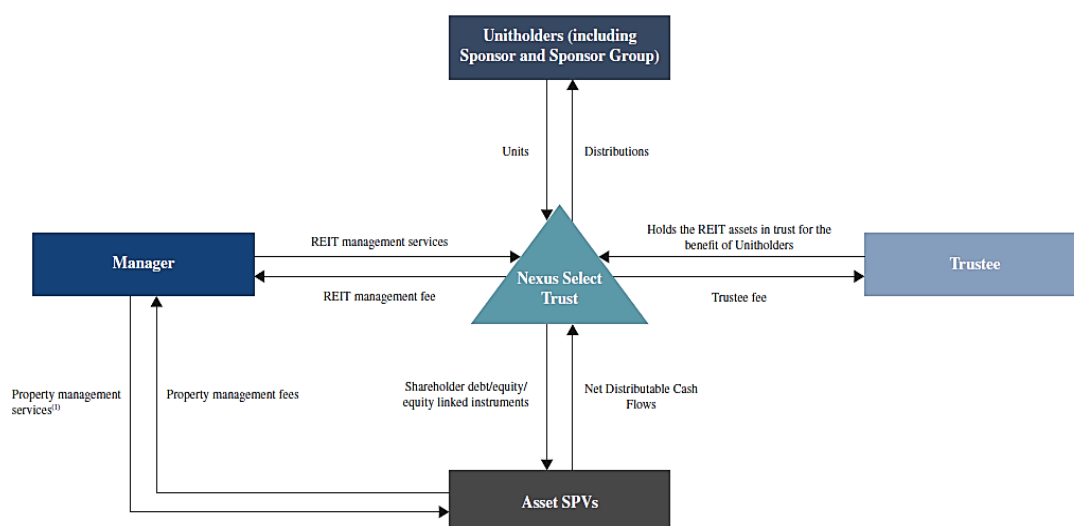 Unitholders (including
Sponsor and Sponsor Group)
Units
Distributions
Manager
REIT management services
REIT management fee
Nexus Select
Trust
Holds the REIT assets in trust for the
benefit of Unitholders
Trustee fee
Trustee
Property management
services(1)
Property management fees
Shareholder debt/equity/
equity linked instruments
Net Distributable Cash
Flows
Asset SPVs